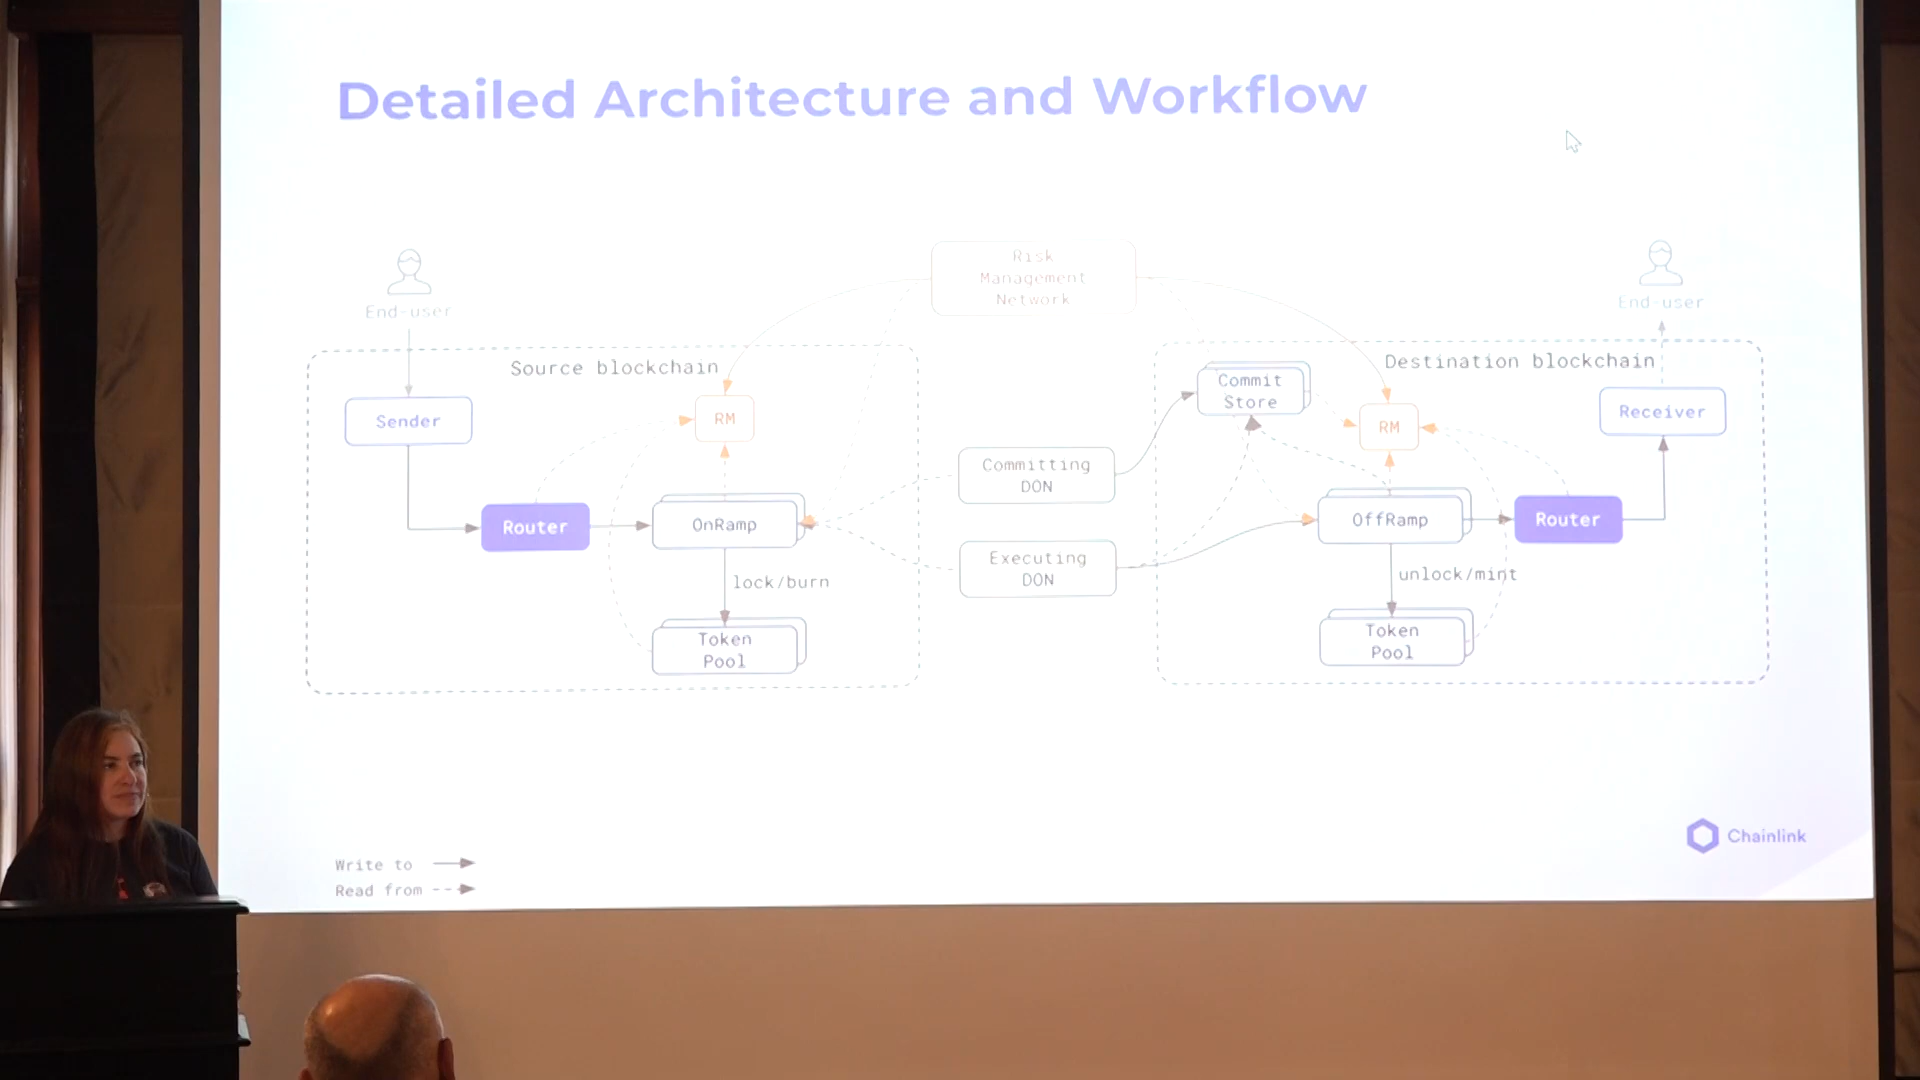 Detailed Architecture and Workflow
Risk
Management
Network
End-user
End-user
Source blockchain
Destination blockchain
Sender
RM
Commit
Store
RM
Receiver
Committing
DON
Router
OnRamp
OffRamp
Router
Executing
DON
lock/burn
unlock/mint
Token
Pool
Token
Pool
Chainlink
Write to
Read from